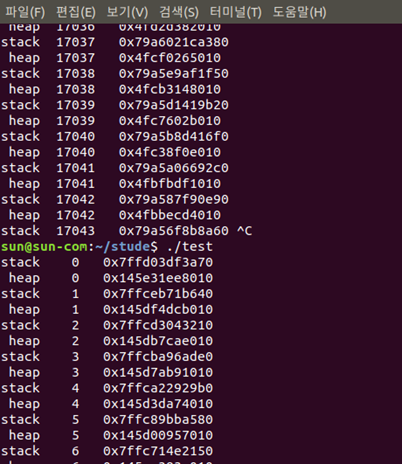 파일(F) 편집(E) 보기(V) 검색(S) 터미널(T) 도움말(H)
heap 17036 0x4fd2d382010
stack 17037 0x79a6021ca380
heap 17037 0x4fcf0265010
stack 17038 0x79a5e9af1f50
heap 17038 0x4fcb3148010
stack 17039 0x79a5d1419b20
heap 17039 0x4fc7602b010
stack 17040 0x79a5b8d416f0
heap 17040 0x4fc38f0e010
stack 17041 0x79a5a06692c0
heap 17041 0x4fbfbdf1010
stack 17042 0x79a587f90e90
heap 17042 0x4fbbecd4010
stack 17043 0x79a56f8b8a60 ^C
sun@sun-com:~/stude$ ./test
stack 0 0x7ffd03df3a70
heap 0 0x145e31ee8010
stack 1 0x7ffceb71b640
heap 1 0x145df4dcb010
stack 2 0x7ffcd3043210
heap 2 0x145db7cae010
stack 3 0x7ffcba96ade0
heap 3 0x145d7ab91010
stack 4 0x7ffca22929b0
heap 4 0x145d3da74010
stack 5 0x7ffc89bba580
heap 5 0x145d00957010
stack 6 0x7ffc714e2150
heap 6